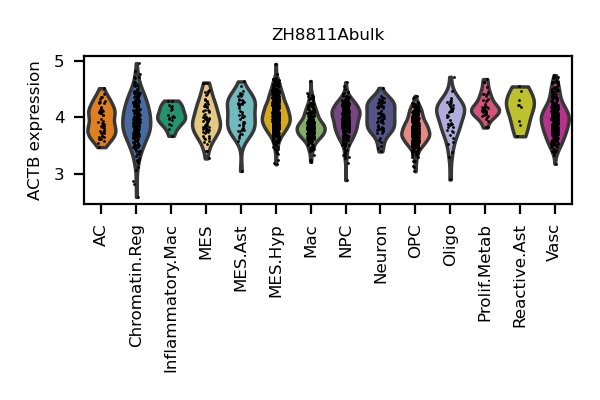 ZH8811Abulk
ACTB expression
5
4
3
AC
Chromatin.Reg
Inflammatory.Mac
MES
MES.Ast
MES.Hyp
Mac
NPC
Neuron
OPC
Oligo
Prolif.Metab
Reactive.Ast
Vasc